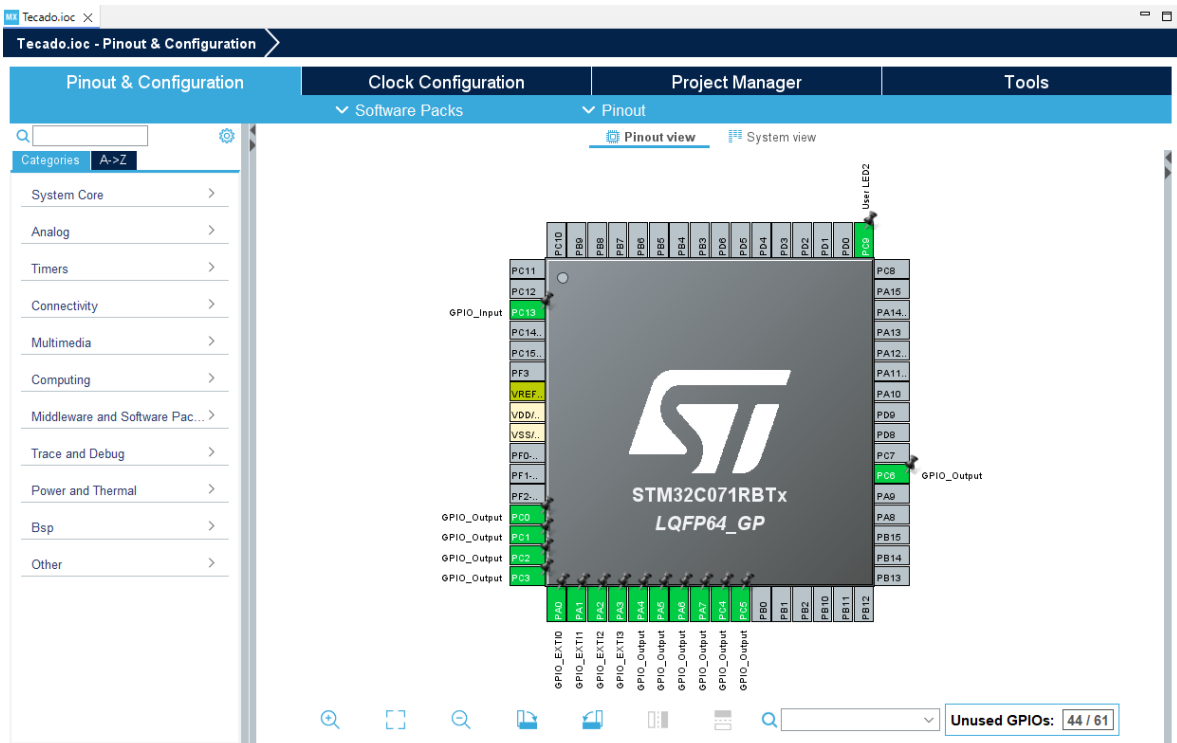 MX Tecado.ioc
Tecado.ioc - Pinout & Configuration
Pinout & Configuration
Clock Configuration
Project Manager
Tools
Software Packs
Pinout
Pinout view
System view
Categories
A->Z
System Core
Analog
Timers
Connectivity
Multimedia
Computing
Middleware and Software Pac...
Trace and Debug
Power and Thermal
Bsp
Other
User LED2
PC10
PB9
PB8
PB7
PB6
PB5
PB4
PB3
PD6
PD5
PD4
PD3
PD2
PD1
PD0
PC9
PC11
PC12
GPIO_Input PC13
PC14..
PC15..
PF3
VREF..
VDD/..
VSS/..
PF0-..
PF1-..
PF2-..
GPIO_Output PC0
GPIO_Output PC1
GPIO_Output PC2
GPIO_Output PC3
ST
STM32C071RBTx
LQFP64_GP
PC8
PA15
PA14..
PA13
PA12..
PA11..
PA10
PD9
PD8
PC7
PC6 GPIO_Output
PA9
PA8
PB15
PB14
PB13
PA0
PA1
PA2
PA3
PA4
PA5
PA6
PA7
PC4
PC5
PB0
PB1
PB2
PB10
PB11
PB12
GPIO_EXTI0
GPIO_EXTI1
GPIO_EXTI2
GPIO_EXTI3
GPIO_Output
GPIO_Output
GPIO_Output
GPIO_Output
GPIO_Output
GPIO_Output
Unused GPIOs: 44 / 61